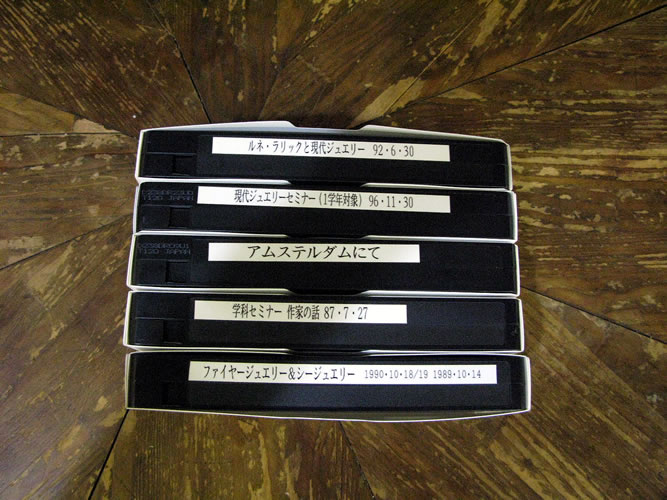 ルネ・ラリックと現代ジュエリー 92・6・30
現代ジュエリーセミナー(1学年対象) 96・11・30
T120 JAPAN
アムステルダムにて
T120 JAPAN
学科セミナー 作家の話 87・7・27
ファイヤージュエリー&シージュエリー 1990・10・18/19 1989・10・14